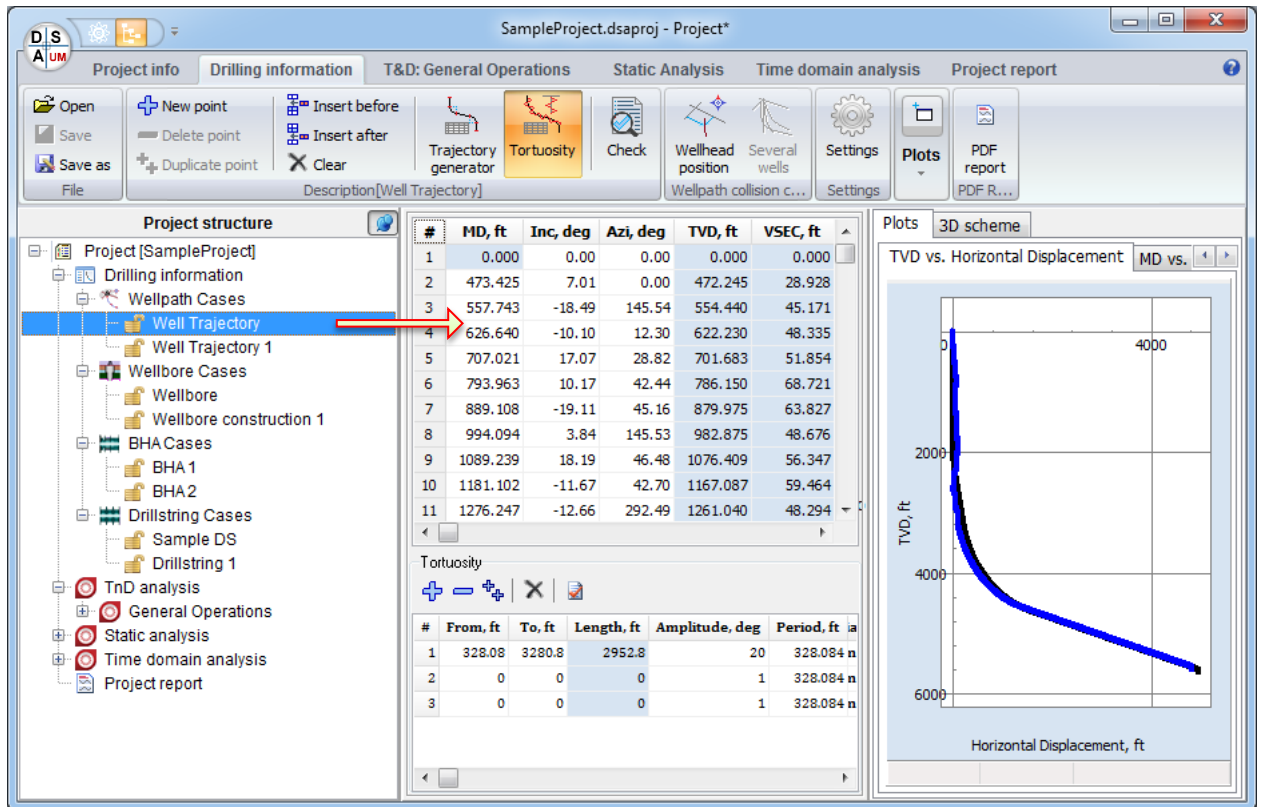 SampleProject.dsaproj - Project*
D S
A UM
Project info Drilling information T&D: General Operations Static Analysis Time domain analysis Project report
Open New point Insert before
Save Delete point Insert after
Save as Duplicate point Clear
Trajectory generator Tortuosity Check Wellhead position Several wells Settings Plots PDF report
File Description[Well Trajectory] Wellpath collision c... Settings PDF R...
Project structure
Project [SampleProject]
Drilling information
Wellpath Cases
Well Trajectory
Well Trajectory 1
Wellbore Cases
Wellbore
Wellbore construction 1
BHA Cases
BHA 1
BHA 2
Drillstring Cases
Sample DS
Drillstring 1
TnD analysis
General Operations
Static analysis
Time domain analysis
Project report
# MD, ft Inc, deg Azi, deg TVD, ft VSEC, ft
1 0.000 0.00 0.00 0.000 0.000
2 473.425 7.01 0.00 472.245 28.928
3 557.743 -18.49 145.54 554.440 45.171
4 626.640 -10.10 12.30 622.230 48.335
5 707.021 17.07 28.82 701.683 51.854
6 793.963 10.17 42.44 786.150 68.721
7 889.108 -19.11 45.16 879.975 63.827
8 994.094 3.84 145.53 982.875 48.676
9 1089.239 18.19 46.48 1076.409 56.347
10 1181.102 -11.67 42.70 1167.087 59.464
11 1276.247 -12.66 292.49 1261.040 48.294
Tortuosity
# From, ft To, ft Length, ft Amplitude, deg Period, ft
1 328.08 3280.8 2952.8 20 328.084 n
2 0 0 0 1 328.084 n
3 0 0 0 1 328.084 n
Plots 3D scheme
TVD vs. Horizontal Displacement MD vs.
0 4000
2000
4000
6000
TVD, ft
Horizontal Displacement, ft